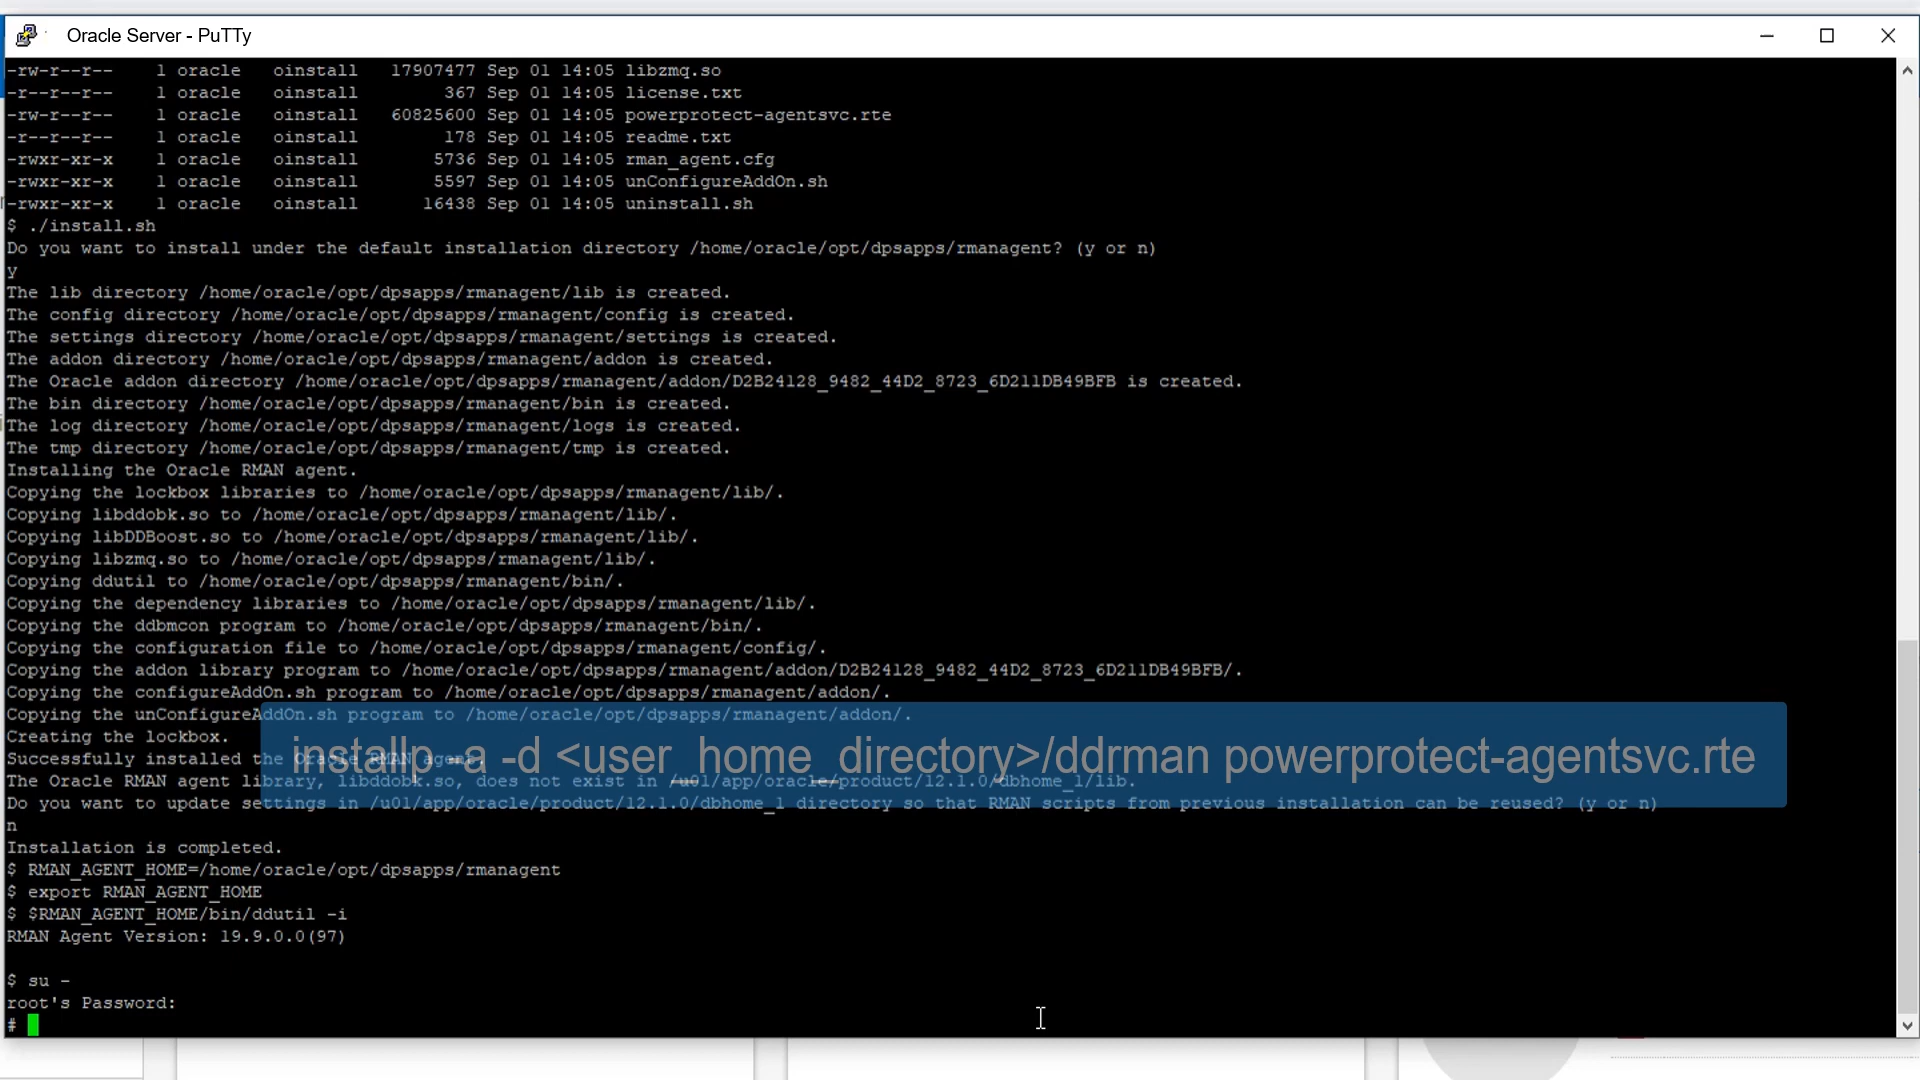 Oracle Server - PuTTy
-rw-r--r-- 1 oracle oinstall 17907477 Sep 01 14:05 libzmq.so
-r--r--r-- 1 oracle oinstall 367 Sep 01 14:05 license.txt
-rw-r--r-- 1 oracle oinstall 60825600 Sep 01 14:05 powerprotect-agentsvc.rte
-r--r--r-- 1 oracle oinstall 178 Sep 01 14:05 readme.txt
-rwxr-xr-x 1 oracle oinstall 5736 Sep 01 14:05 rman_agent.cfg
-rwxr-xr-x 1 oracle oinstall 5597 Sep 01 14:05 unConfigureAddOn.sh
-rwxr-xr-x 1 oracle oinstall 16438 Sep 01 14:05 uninstall.sh
$ ./install.sh
Do you want to install under the default installation directory /home/oracle/opt/dpsapps/rmanagent? (y or n)
y
The lib directory /home/oracle/opt/dpsapps/rmanagent/lib is created.
The config directory /home/oracle/opt/dpsapps/rmanagent/config is created.
The settings directory /home/oracle/opt/dpsapps/rmanagent/settings is created.
The addon directory /home/oracle/opt/dpsapps/rmanagent/addon is created.
The Oracle addon directory /home/oracle/opt/dpsapps/rmanagent/addon/D2B24128_9482_44D2_8723_6D211DB49BFB is created.
The bin directory /home/oracle/opt/dpsapps/rmanagent/bin is created.
The log directory /home/oracle/opt/dpsapps/rmanagent/logs is created.
The tmp directory /home/oracle/opt/dpsapps/rmanagent/tmp is created.
Installing the Oracle RMAN agent.
Copying the lockbox libraries to /home/oracle/opt/dpsapps/rmanagent/lib/.
Copying libddobk.so to /home/oracle/opt/dpsapps/rmanagent/lib/.
Copying libDDBoost.so to /home/oracle/opt/dpsapps/rmanagent/lib/.
Copying libzmq.so to /home/oracle/opt/dpsapps/rmanagent/lib/.
Copying ddutil to /home/oracle/opt/dpsapps/rmanagent/bin/.
Copying the dependency libraries to /home/oracle/opt/dpsapps/rmanagent/lib/.
Copying the ddbmcon program to /home/oracle/opt/dpsapps/rmanagent/bin/.
Copying the configuration file to /home/oracle/opt/dpsapps/rmanagent/config/.
Copying the addon library program to /home/oracle/opt/dpsapps/rmanagent/addon/D2B24128_9482_44D2_8723_6D211DB49BFB/.
Copying the configureAddOn.sh program to /home/oracle/opt/dpsapps/rmanagent/addon/.
Copying the unConfigureAddOn.sh program to /home/oracle/opt/dpsapps/rmanagent/addon/.
Creating the lockbox.
installp -a -d <user_home_directory>/ddrman powerprotect-agentsvc.rte
Successfully installed the Oracle RMAN agent.
The Oracle RMAN agent library, libddobk.so, does not exist in /u01/app/oracle/product/12.1.0/dbhome_1/lib.
Do you want to update settings in /u01/app/oracle/product/12.1.0/dbhome_1 directory so that RMAN scripts from previous installation can be reused? (y or n)
n
Installation is completed.
$ RMAN_AGENT_HOME=/home/oracle/opt/dpsapps/rmanagent
$ export RMAN_AGENT_HOME
$ $RMAN_AGENT_HOME/bin/ddutil -i
RMAN Agent Version: 19.9.0.0(97)
$ su -
root's Password:
#